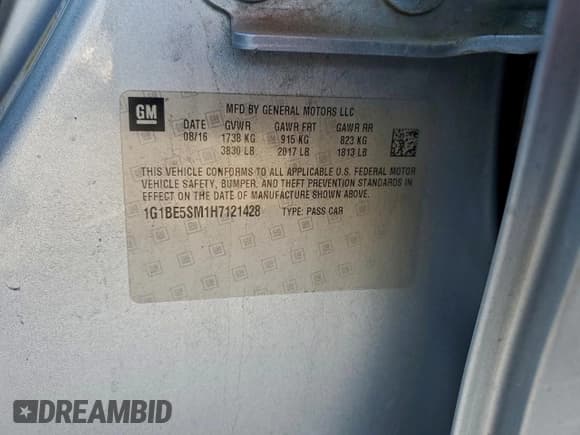 GM
MFD BY GENERAL MOTORS LLC
DATE GVWR GAWR FRT GAWR RR
08/16 1738 KG 915 KG 823 KG
3830 LB 2017 LB 1813 LB
THIS VEHICLE CONFORMS TO ALL APPLICABLE U.S. FEDERAL MOTOR
VEHICLE SAFETY, BUMPER, AND THEFT PREVENTION STANDARDS IN
EFFECT ON THE DATE OF MANUFACTURE SHOWN ABOVE.
1G1BE5SM1H7121428 TYPE: PASS CAR
DREAMBID